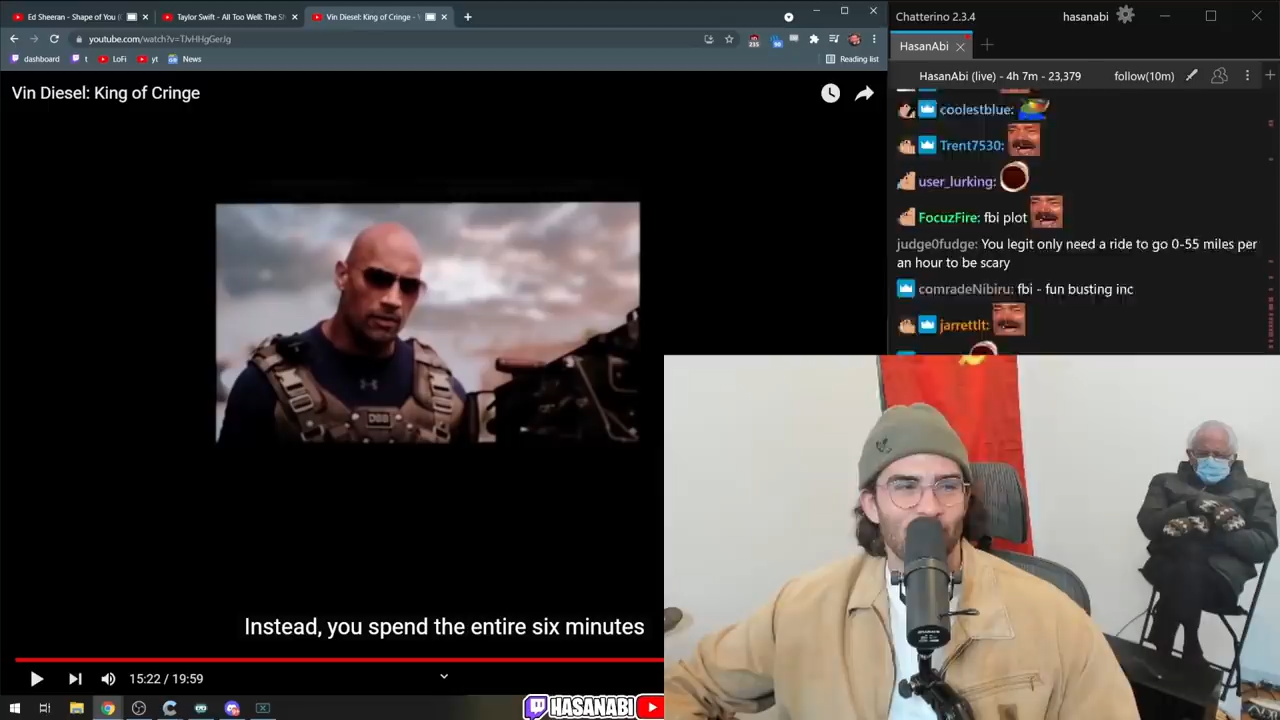 Ed Sheeran - Shape of You (
Taylor Swift - All Too Well: The S
Vin Diesel: King of Cringe - Y
youtube.com/watch?v=TJvHHgGerJg
235
90
dashboard
t
LoFi
yt
News
Reading list
Vin Diesel: King of Cringe
DSS
Instead, you spend the entire six minutes
15:22 / 19:59
Chatterino 2.3.4
hasanabi
HasanAbi
HasanAbi (live) - 4h 7m - 23,379
follow(10m)
coolestblue:
Trent7530:
user_lurking:
FocuzFire: fbi plot
judge0fudge: You legit only need a ride to go 0-55 miles per
an hour to be scary
comradeNibiru: fbi - fun busting inc
jarrettlt:
HASANABI